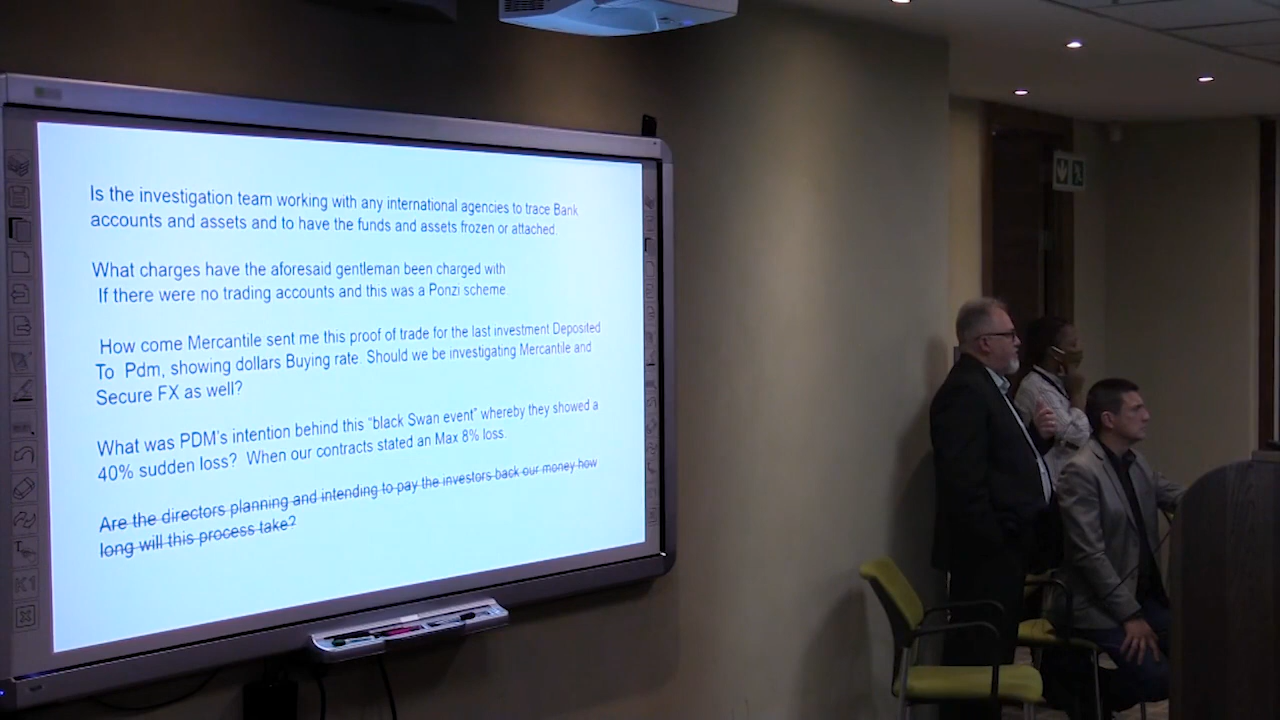 Is the investigation team working with any international agencies to trace Bank
accounts and assets and to have the funds and assets frozen or attached.
What charges have the aforesaid gentleman been charged with
If there were no trading accounts and this was a Ponzi scheme
How come Mercantile sent me this proof of trade for the last investment Deposited
To Pdm, showing dollars Buying rate. Should we be investigating Mercantile and
Secure FX as well?
What was PDM's intention behind this "black Swan event" whereby they showed a
40% sudden loss? When our contracts stated an Max 8% loss.
Are the directors planning and intending to pay the investors back our money how
long will this process take?